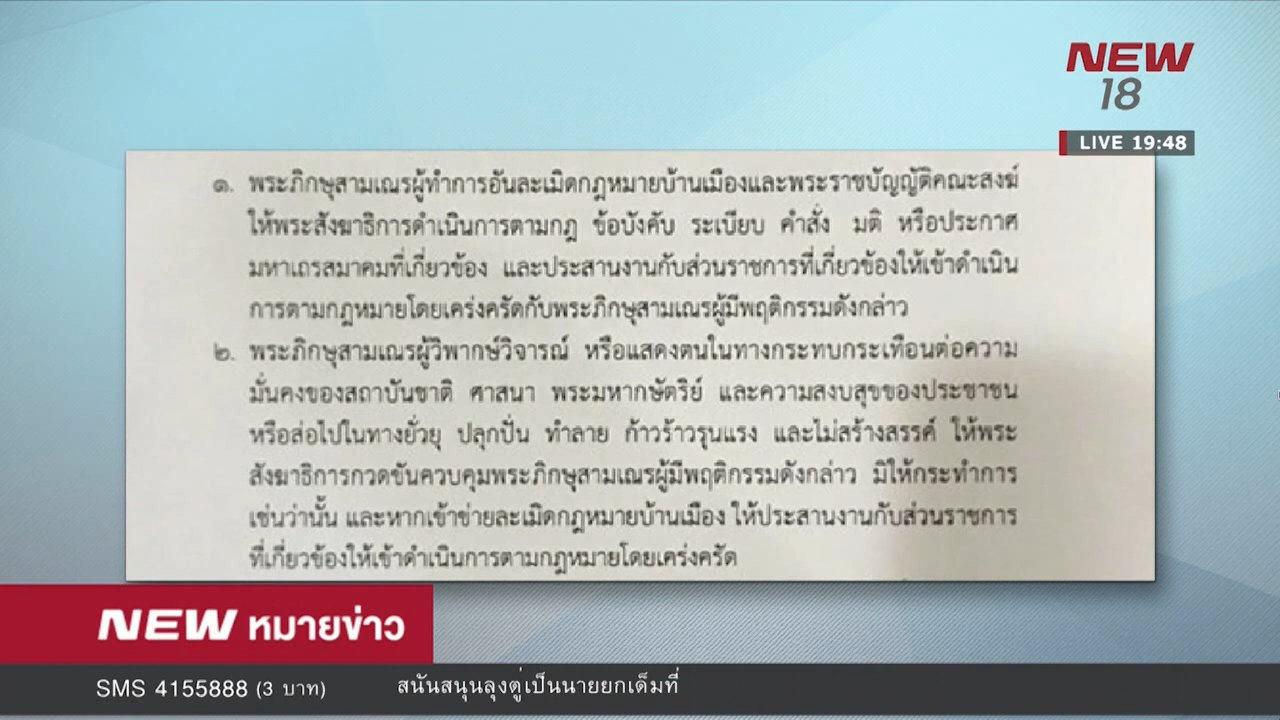 NEW
18
LIVE 19:48
๑. พระภิกษุสามเณรผู้ทำการอันละเมิดกฎหมายบ้านเมืองและพระราชบัญญัติคณะสงฆ์
ให้พระสังฆาธิการดำเนินการตามกฎ ข้อบังคับ ระเบียบ คำสั่ง มติ หรือประกาศ
มหาเถรสมาคมที่เกี่ยวข้อง และประสานงานกับส่วนราชการที่เกี่ยวข้องให้เข้าดำเนิน
การตามกฎหมายโดยเคร่งครัดกับพระภิกษุสามเณรผู้มีพฤติกรรมดังกล่าว
๒. พระภิกษุสามเณรผู้วิพากษ์วิจารณ์ หรือแสดงตนในทางกระทบกระเทือนต่อความ
มั่นคงของสถาบันชาติ ศาสนา พระมหากษัตริย์ และความสงบสุขของประชาชน
หรือส่อไปในทางยั่วยุ ปลุกปั่น ทำลาย ก้าวร้าวรุนแรง และไม่สร้างสรรค์ ให้พระ
สังฆาธิการกวดขันควบคุมพระภิกษุสามเณรผู้มีพฤติกรรมดังกล่าว มิให้กระทำการ
เช่นว่านั้น และหากเข้าข่ายละเมิดกฎหมายบ้านเมือง ให้ประสานงานกับส่วนราชการ
ที่เกี่ยวข้องให้เข้าดำเนินการตามกฎหมายโดยเคร่งครัด
NEW หมายข่าว
SMS 4155888 (3 บาท) สนันสนุนลุงตู่เป็นนายยกเด็มที่